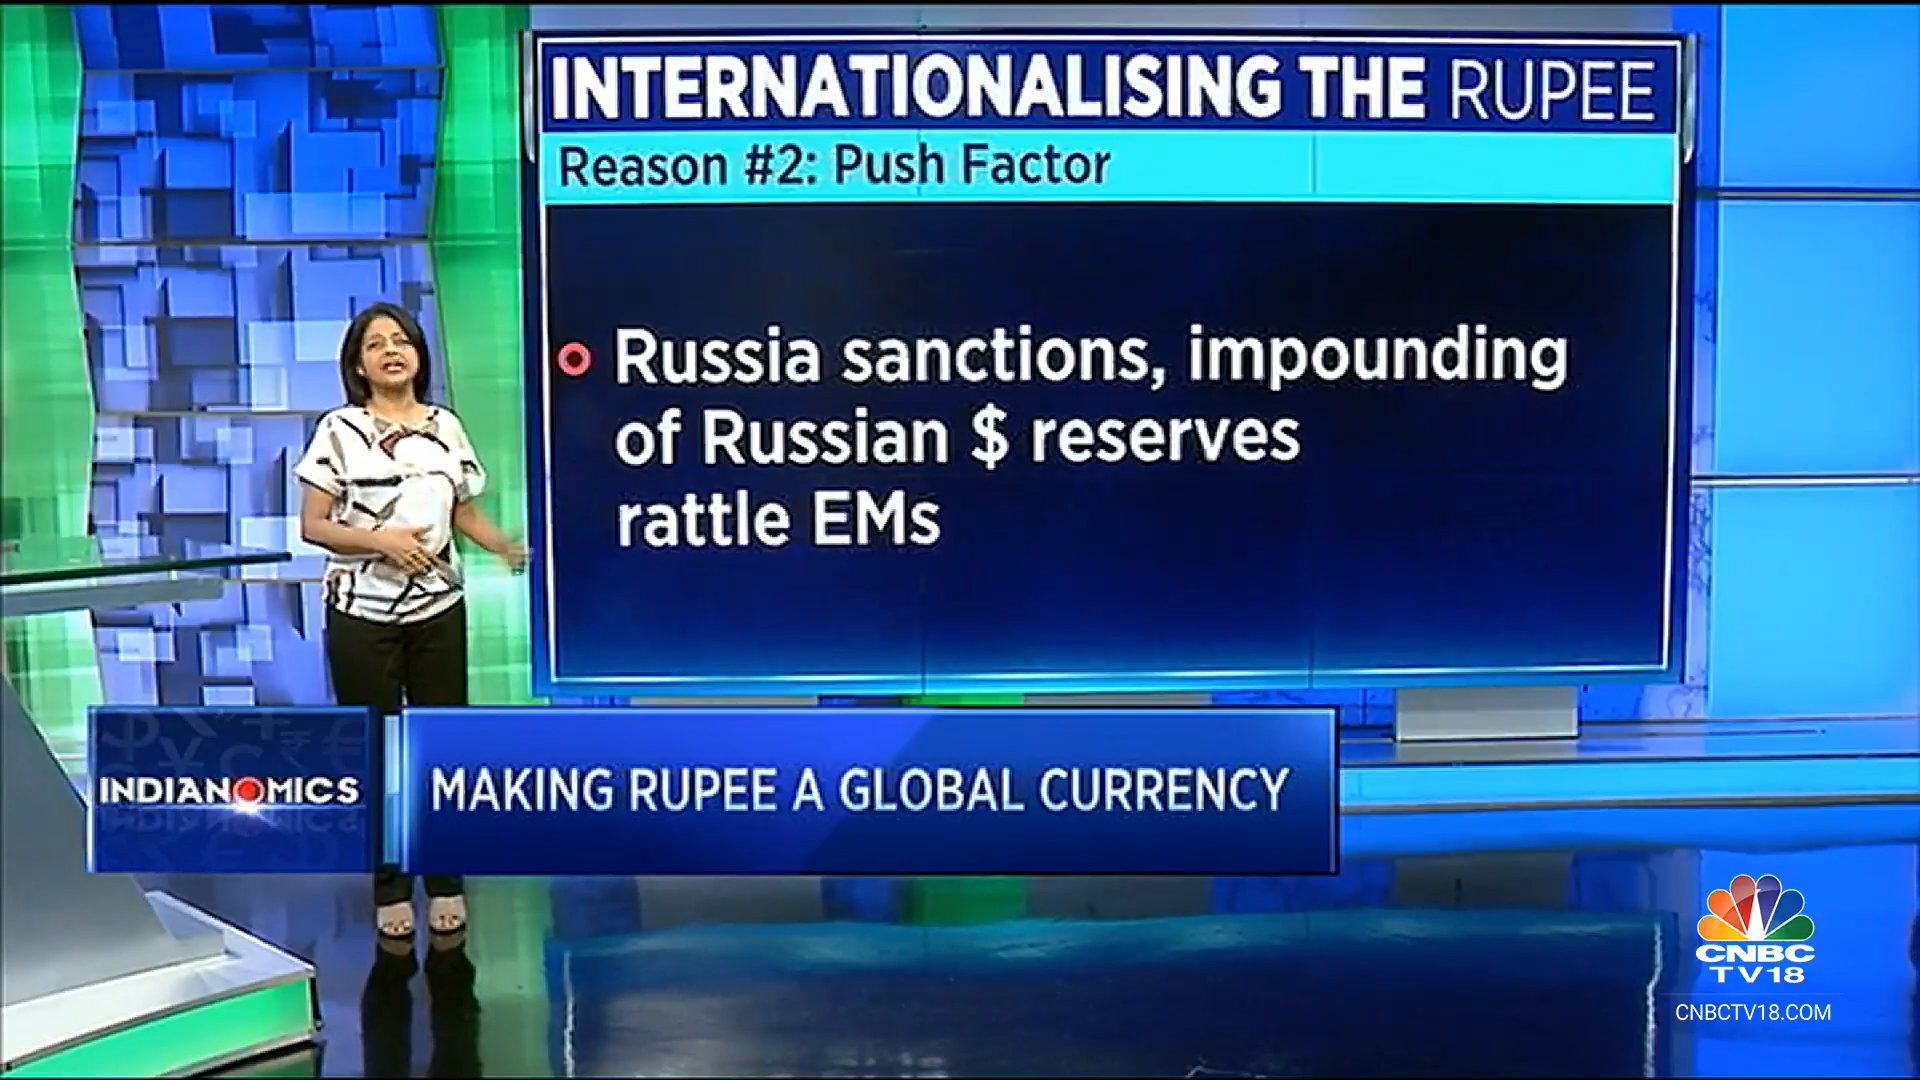 INTERNATIONALISING THE RUPEE
Reason #2: Push Factor
Russia sanctions, impounding
of Russian $ reserves
rattle EMs
INDIANOMICS
MAKING RUPEE A GLOBAL CURRENCY
CNBC
TV18
CNBCTV18.COM